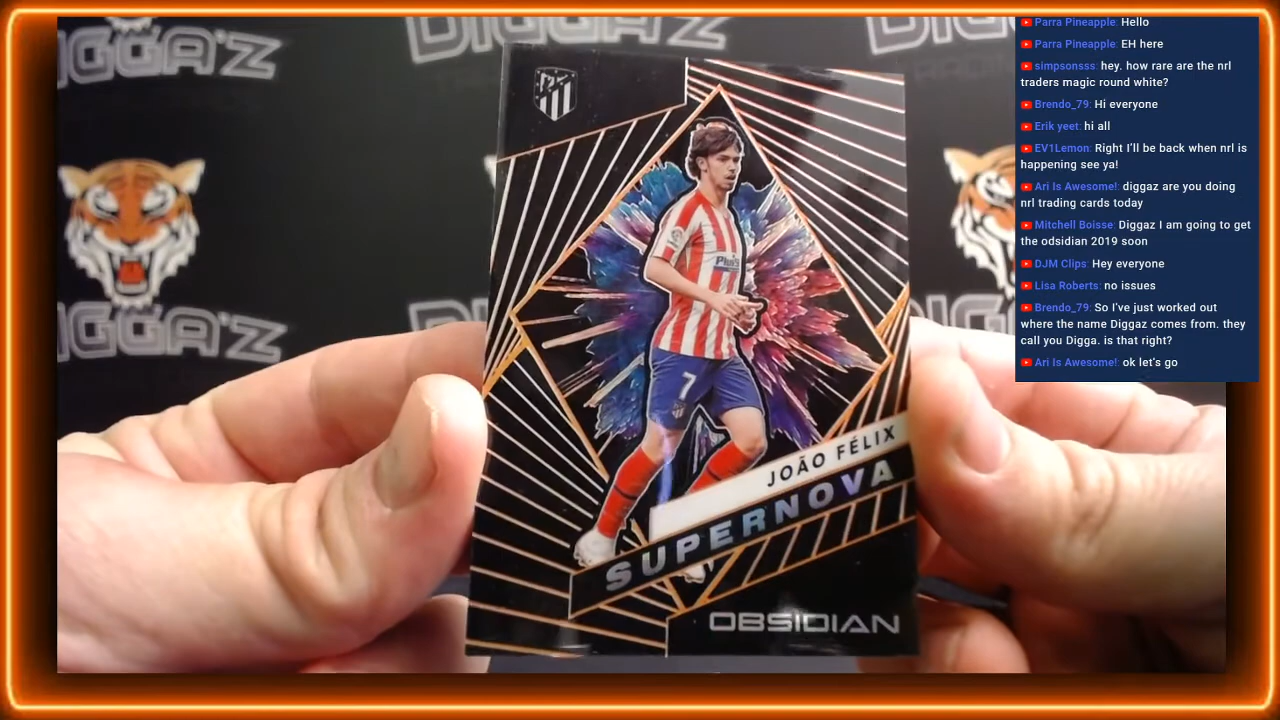 DIGGA'Z
DIGGA'Z
DIGGA'Z
DIGGA'Z
Plus
7
JOÃO FÉLIX
SUPERNOVA
OBSIDIAN
Parra Pineapple: Hello
Parra Pineapple: EH here
simpsonsss: hey. how rare are the nrl
traders magic round white?
Brendo_79: Hi everyone
Erik yeet: hi all
EV1Lemon: Right I'll be back when nrl is
happening see ya!
Ari Is Awesome!: diggaz are you doing
nrl trading cards today
Mitchell Boisse: Diggaz I am going to get
the odsidian 2019 soon
DJM Clips: Hey everyone
Lisa Roberts: no issues
Brendo_79: So I've just worked out
where the name Diggaz comes from. they
call you Digga. is that right?
Ari Is Awesome!: ok let's go